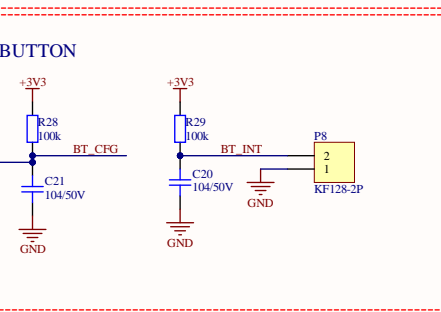 BUTTON
+3V3
R28
100k
BT_CFG
C21
104/50V
GND
+3V3
R29
100k
BT_INT
C20
104/50V
GND
GND
P8
2
1
KF128-2P